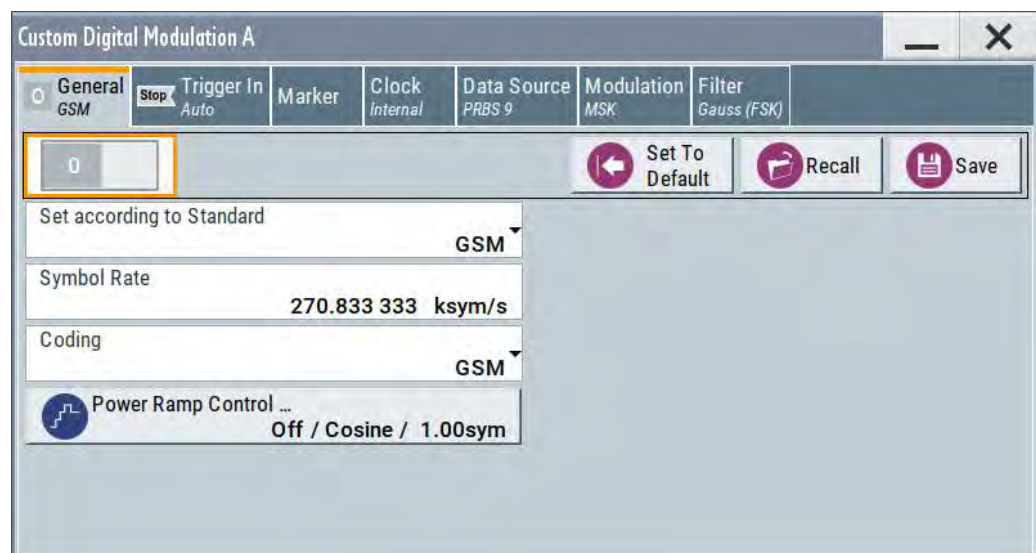 Custom Digital Modulation A
0 General
GSM
Stop Trigger In
Auto
Marker
Clock
Internal
Data Source
PRBS 9
Modulation
MSK
Filter
Gauss (FSK)
0
Set To
Default
Recall
Save
Set according to Standard
GSM
Symbol Rate
270.833 333 ksym/s
Coding
GSM
Power Ramp Control ...
Off / Cosine / 1.00sym